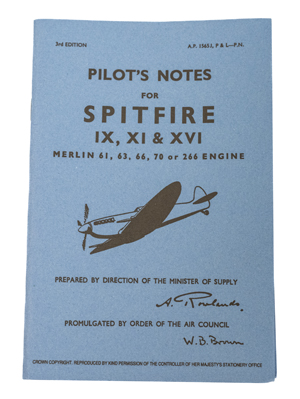 3rd EDITION
A.P. 1565J, P & L—P.N.
PILOT'S NOTES
FOR
SPITFIRE
IX, XI & XVI
MERLIN 61, 63, 66, 70 or 266 ENGINE
PREPARED BY DIRECTION OF THE MINISTER OF SUPPLY
A. Rowlands.
PROMULGATED BY ORDER OF THE AIR COUNCIL
W. B. Brown
CROWN COPYRIGHT. REPRODUCED BY KIND PERMISSION OF THE CONTROLLER OF HER MAJESTY'S STATIONERY OFFICE